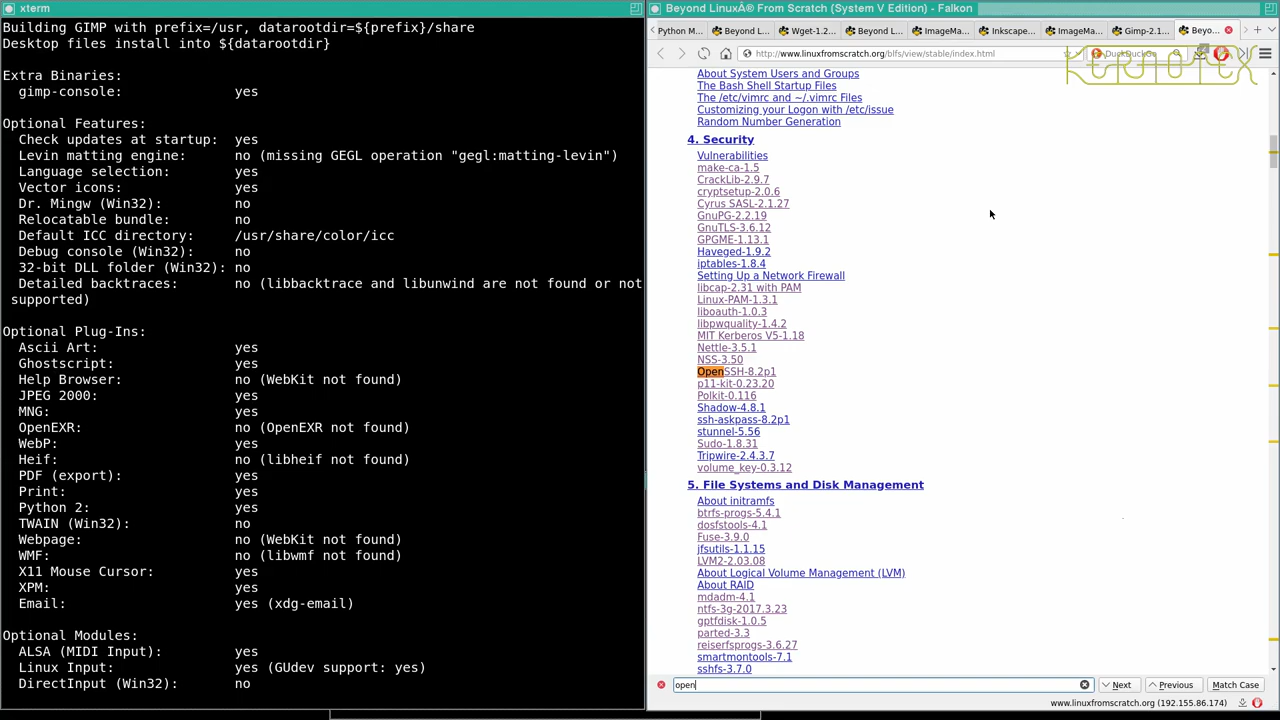 xterm
Building GIMP with prefix=/usr, datarootdir=${prefix}/share
Desktop files install into ${datarootdir}
Extra Binaries:
gimp-console: yes
Optional Features:
Check updates at startup: yes
Levin matting engine: no (missing GEGL operation "gegl:matting-levin")
Language selection: yes
Vector icons: yes
Dr. Mingw (Win32): no
Relocatable bundle: no
Default ICC directory: /usr/share/color/icc
Debug console (Win32): no
32-bit DLL folder (Win32): no
Detailed backtraces: no (libbacktrace and libunwind are not found or not
supported)
Optional Plug-Ins:
Ascii Art: yes
Ghostscript: yes
Help Browser: no (WebKit not found)
JPEG 2000: yes
MNG: yes
OpenEXR: no (OpenEXR not found)
WebP: yes
Heif: no (libheif not found)
PDF (export): yes
Print: yes
Python 2: yes
TWAIN (Win32): no
Webpage: no (WebKit not found)
WMF: no (libwmf not found)
X11 Mouse Cursor: yes
XPM: yes
Email: yes (xdg-email)
Optional Modules:
ALSA (MIDI Input): yes
Linux Input: yes (GUdev support: yes)
DirectInput (Win32): no
Beyond LinuxÂ® From Scratch (System V Edition) - Falkon
Python M... Beyond L... Wget-1.2... Beyond L... ImageMa... Inkscape... ImageMa... Gimp-2.1... Beyo...
http://www.linuxfromscratch.org/blfs/view/stable/index.html
DuckDuckGo
KEROFLEX
About System Users and Groups
The Bash Shell Startup Files
The /etc/vimrc and ~/.vimrc Files
Customizing your Logon with /etc/issue
Random Number Generation
4. Security
Vulnerabilities
make-ca-1.5
CrackLib-2.9.7
cryptsetup-2.0.6
Cyrus SASL-2.1.27
GnuPG-2.2.19
GnuTLS-3.6.12
GPGME-1.13.1
Haveged-1.9.2
iptables-1.8.4
Setting Up a Network Firewall
libcap-2.31 with PAM
Linux-PAM-1.3.1
liboauth-1.0.3
libpwquality-1.4.2
MIT Kerberos V5-1.18
Nettle-3.5.1
NSS-3.50
OpenSSH-8.2p1
p11-kit-0.23.20
Polkit-0.116
Shadow-4.8.1
ssh-askpass-8.2p1
stunnel-5.56
Sudo-1.8.31
Tripwire-2.4.3.7
volume_key-0.3.12
5. File Systems and Disk Management
About initramfs
btrfs-progs-5.4.1
dosfstools-4.1
Fuse-3.9.0
jfsutils-1.1.15
LVM2-2.03.08
About Logical Volume Management (LVM)
About RAID
mdadm-4.1
ntfs-3g-2017.3.23
gptfdisk-1.0.5
parted-3.3
reiserfsprogs-3.6.27
smartmontools-7.1
sshfs-3.7.0
open Next Previous Match Case
www.linuxfromscratch.org (192.155.86.174)